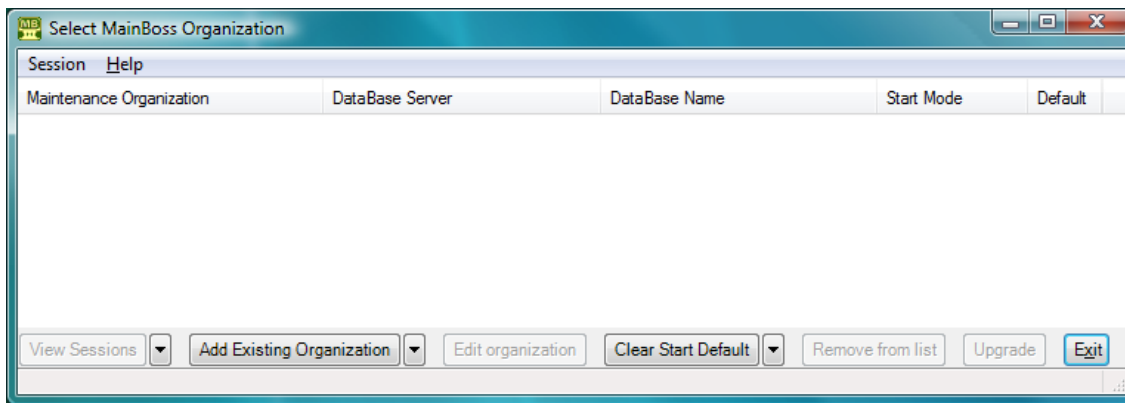 MB Select MainBoss Organization
Session Help
Maintenance Organization DataBase Server DataBase Name Start Mode Default
View Sessions Add Existing Organization Edit organization Clear Start Default Remove from list Upgrade Exit